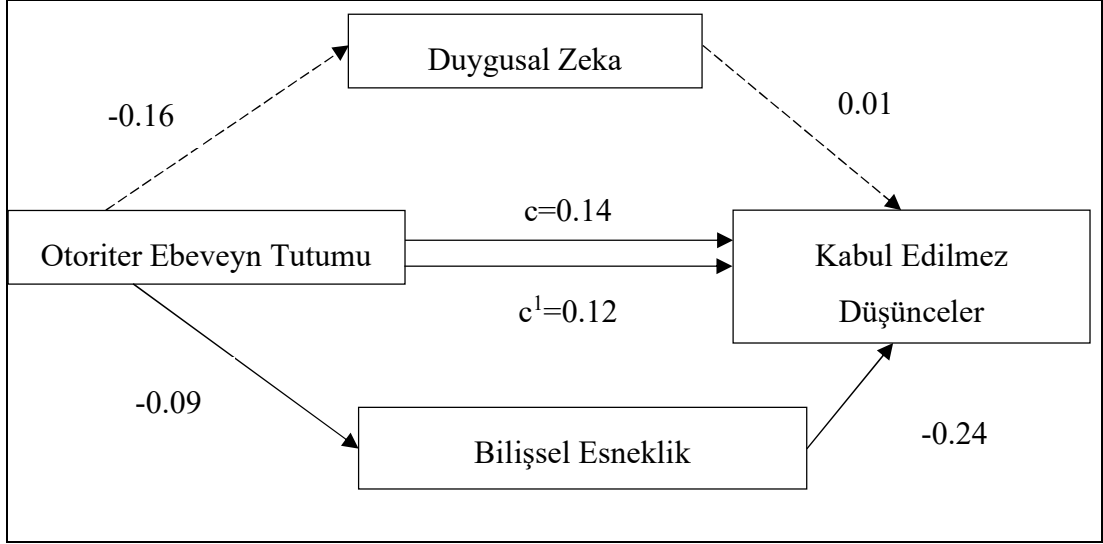 Duygusal Zeka
-0.16
0.01
c=0.14
Otoriter Ebeveyn Tutumu
Kabul Edilmez
Düşünceler
c¹=0.12
-0.09
-0.24
Bilişsel Esneklik